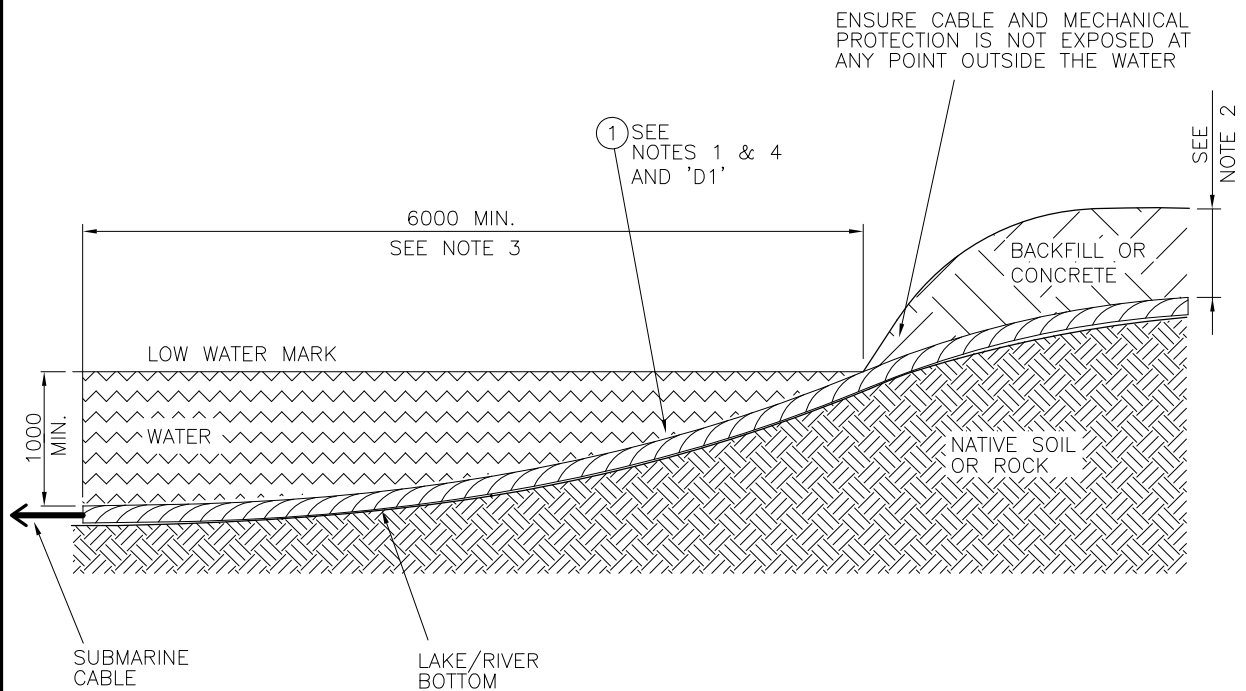 ENSURE CABLE AND MECHANICAL
PROTECTION IS NOT EXPOSED AT
ANY POINT OUTSIDE THE WATER
SEE
NOTE 2
1 SEE
NOTES 1 & 4
AND 'D1'
6000 MIN.
SEE NOTE 3
BACKFILL OR
CONCRETE
LOW WATER MARK
1000
MIN.
WATER
NATIVE SOIL
OR ROCK
SUBMARINE
CABLE
LAKE/RIVER
BOTTOM